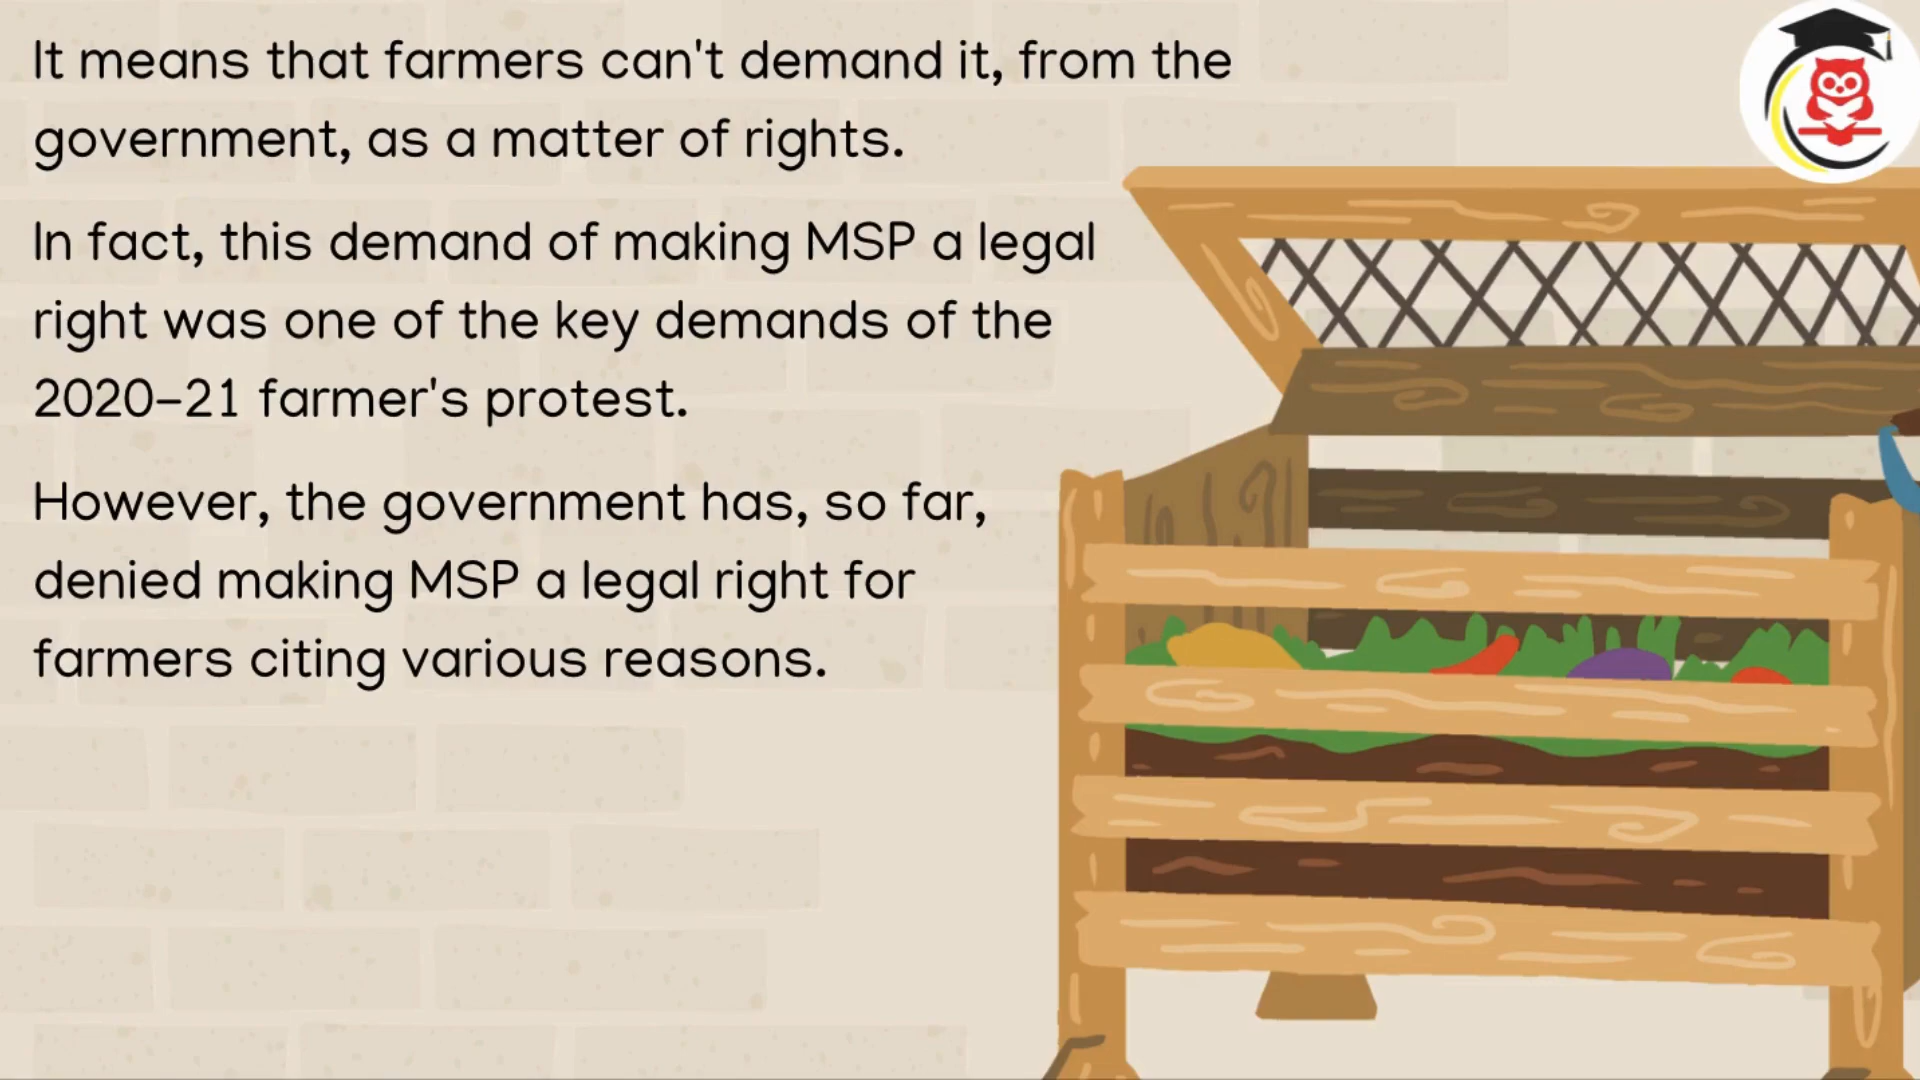 It means that farmers can't demand it, from the
government, as a matter of rights.
In fact, this demand of making MSP a legal
right was one of the key demands of the
2020–21 farmer's protest.
However, the government has, so far,
denied making MSP a legal right for
farmers citing various reasons.